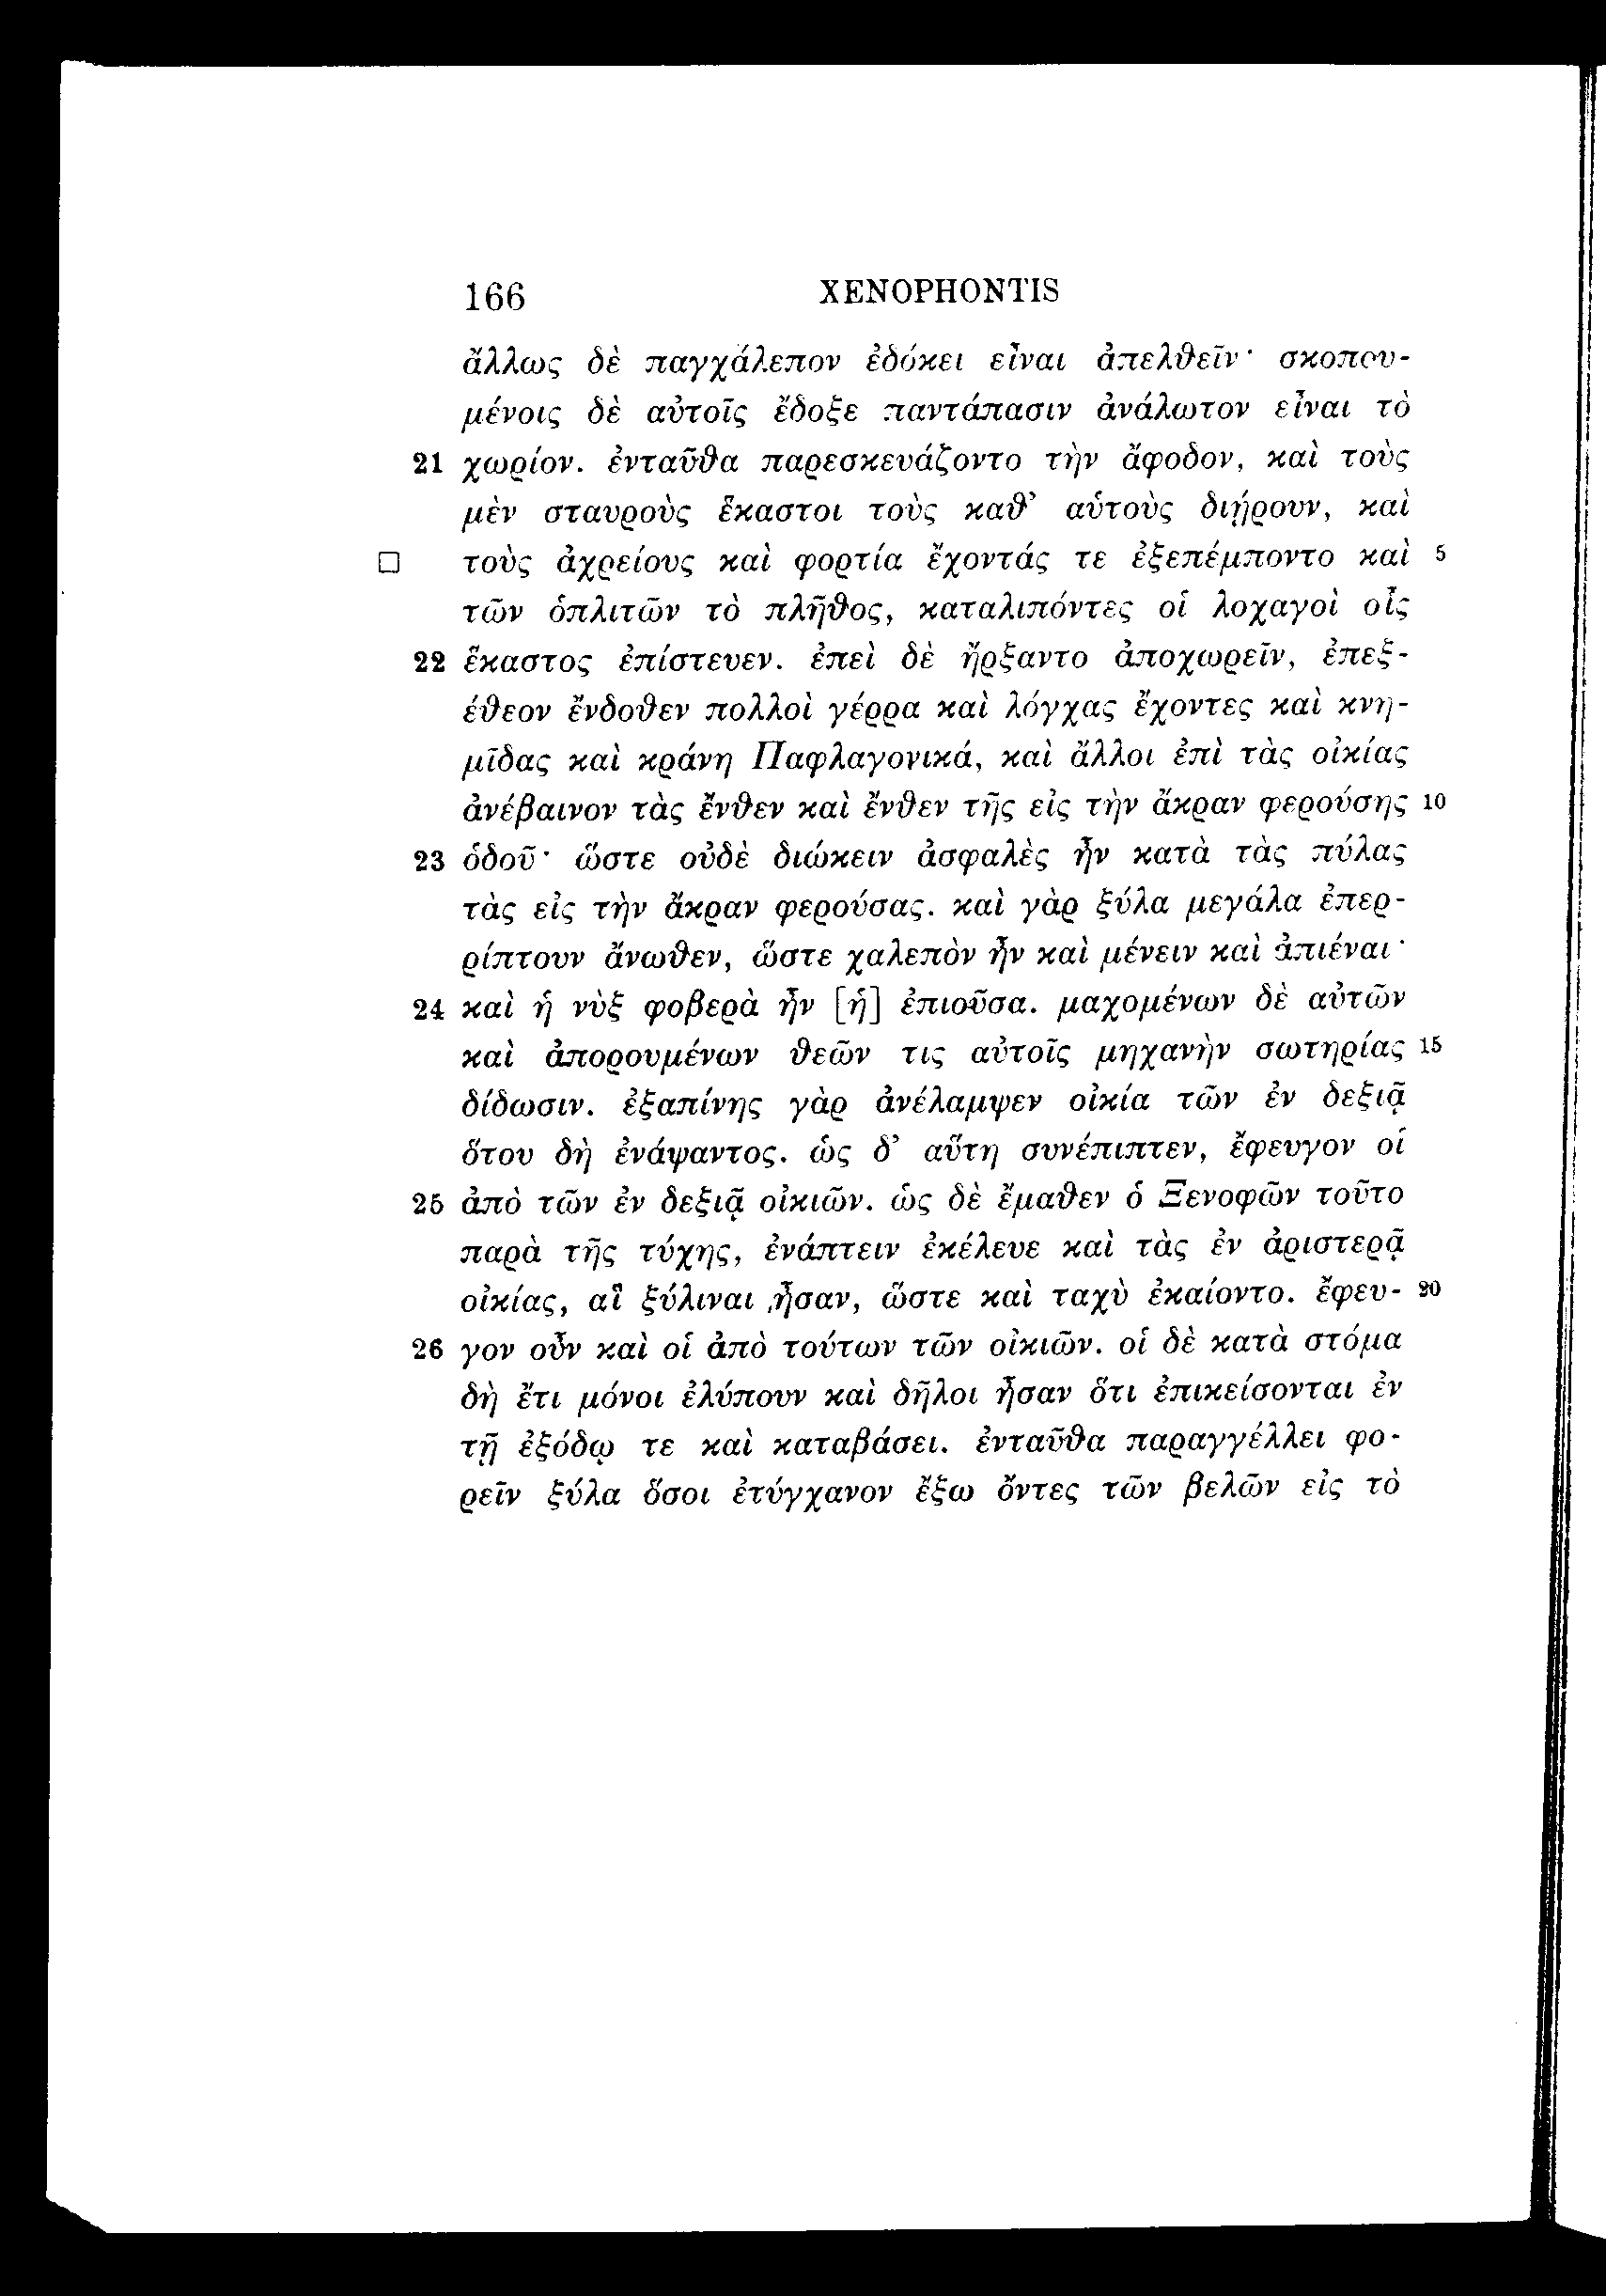 166 XENOPHONTIS
ἄλλως δὲ παγχάλεπον ἐδόκει εἶναι ἀπελθεῖν· σκοπου-
μένοις δὲ αὐτοῖς ἔδοξε παντάπασιν ἀνάλωτον εἶναι τὸ
21 χωρίον. ἐνταῦθα παρεσκευάζοντο τὴν ἄφοδον, καὶ τοὺς
μὲν σταυροὺς ἕκαστοι τοὺς καθ’ αὑτοὺς διῄρουν, καὶ
□ τοὺς ἀχρείους καὶ φορτία ἔχοντάς τε ἐξεπέμποντο καὶ 5
τῶν ὁπλιτῶν τὸ πλῆθος, καταλιπόντες οἱ λοχαγοὶ οἷς
22 ἕκαστος ἐπίστευεν. ἐπεὶ δὲ ἤρξαντο ἀποχωρεῖν, ἐπεξ-
έθεον ἔνδοθεν πολλοὶ γέρρα καὶ λόγχας ἔχοντες καὶ κνη-
μῖδας καὶ κράνη Παφλαγονικά, καὶ ἄλλοι ἐπὶ τὰς οἰκίας
ἀνέβαινον τὰς ἔνθεν καὶ ἔνθεν τῆς εἰς τὴν ἄκραν φερούσης 10
23 ὁδοῦ· ὥστε οὐδὲ διώκειν ἀσφαλὲς ἦν κατὰ τὰς πύλας
τὰς εἰς τὴν ἄκραν φερούσας. καὶ γὰρ ξύλα μεγάλα ἐπερ-
ρίπτουν ἄνωθεν, ὥστε χαλεπὸν ἦν καὶ μένειν καὶ ἀπιέναι·
24 καὶ ἡ νὺξ φοβερὰ ἦν [ἡ] ἐπιοῦσα. μαχομένων δὲ αὐτῶν
καὶ ἀπορουμένων θεῶν τις αὐτοῖς μηχανὴν σωτηρίας 15
δίδωσιν. ἐξαπίνης γὰρ ἀνέλαμψεν οἰκία τῶν ἐν δεξιᾷ
ὅτου δὴ ἐνάψαντος. ὡς δ’ αὕτη συνέπιπτεν, ἔφευγον οἱ
25 ἀπὸ τῶν ἐν δεξιᾷ οἰκιῶν. ὡς δὲ ἔμαθεν ὁ Ξενοφῶν τοῦτο
παρὰ τῆς τύχης, ἐνάπτειν ἐκέλευε καὶ τὰς ἐν ἀριστερᾷ
οἰκίας, αἳ ξύλιναι ἦσαν, ὥστε καὶ ταχὺ ἐκαίοντο. ἔφευ- 20
26 γον οὖν καὶ οἱ ἀπὸ τούτων τῶν οἰκιῶν. οἱ δὲ κατὰ στόμα
δὴ ἔτι μόνοι ἐλύπουν καὶ δῆλοι ἦσαν ὅτι ἐπικείσονται ἐν
τῇ ἐξόδῳ τε καὶ καταβάσει. ἐνταῦθα παραγγέλλει φο-
ρεῖν ξύλα ὅσοι ἐτύγχανον ἔξω ὄντες τῶν βελῶν εἰς τὸ